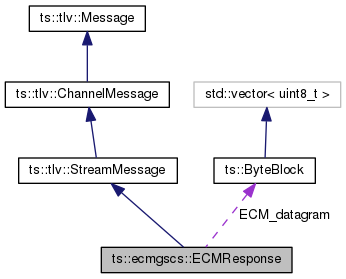 ts::tlv::Message
ts::tlv::ChannelMessage
std::vector< uint8_t >
ts::tlv::StreamMessage
ts::ByteBlock
ECM_datagram
ts::ecmgscs::ECMResponse